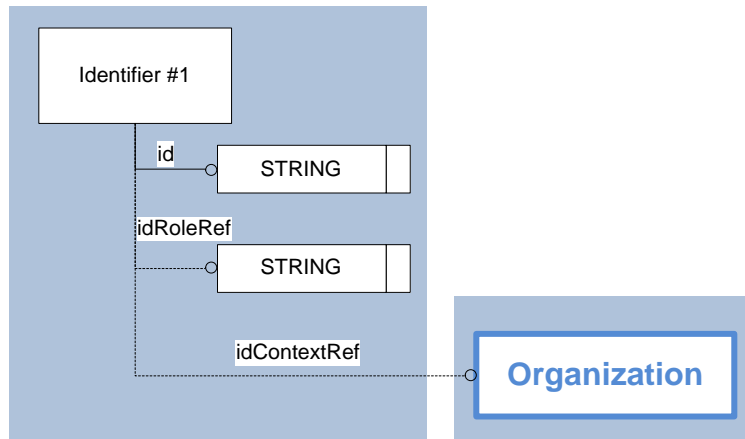 Identifier #1
id
STRING
idRoleRef
STRING
idContextRef
Organization